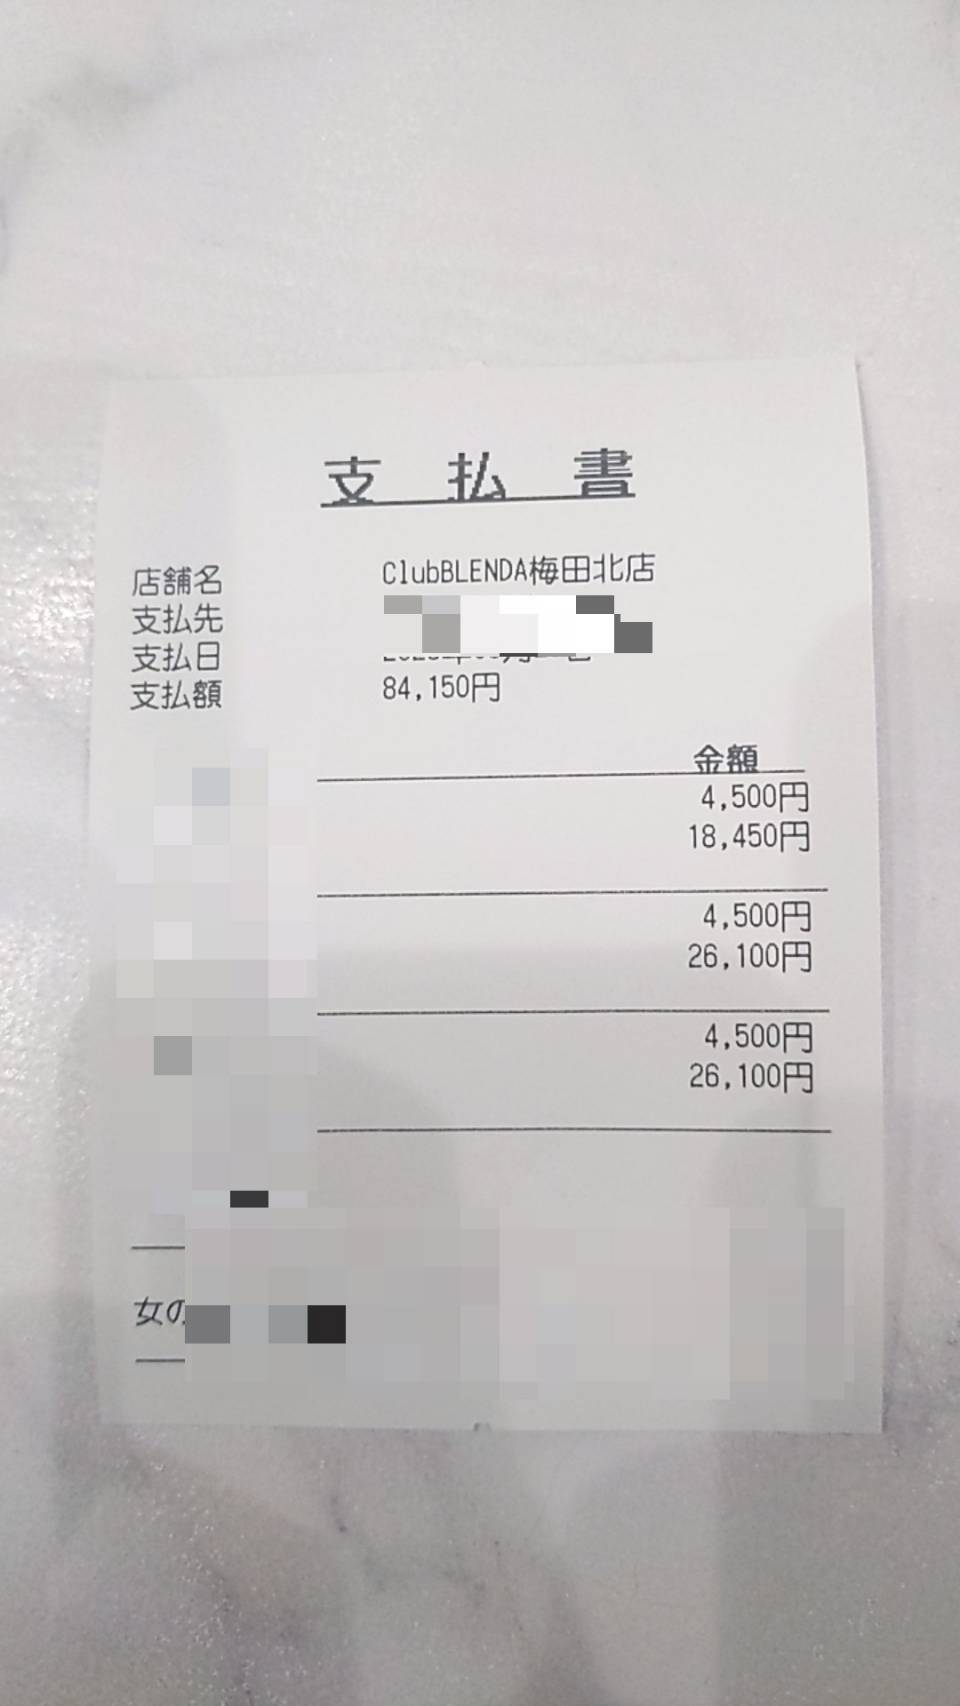 支払書
店舗名 ClubBLENDA梅田北店
支払先
支払日
支払額 84,150円
金額
4,500円
18,450円
4,500円
26,100円
4,500円
26,100円
女の